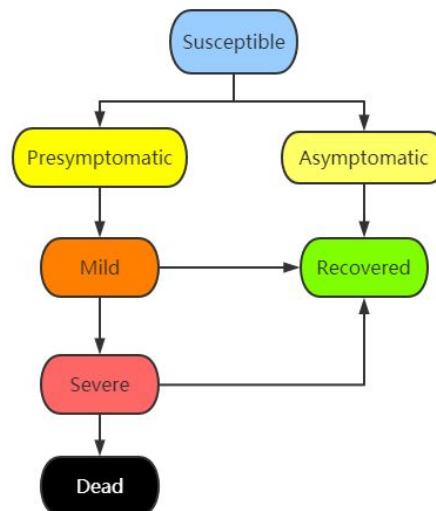 Susceptible
Presymptomatic
Asymptomatic
Mild
Recovered
Severe
Dead